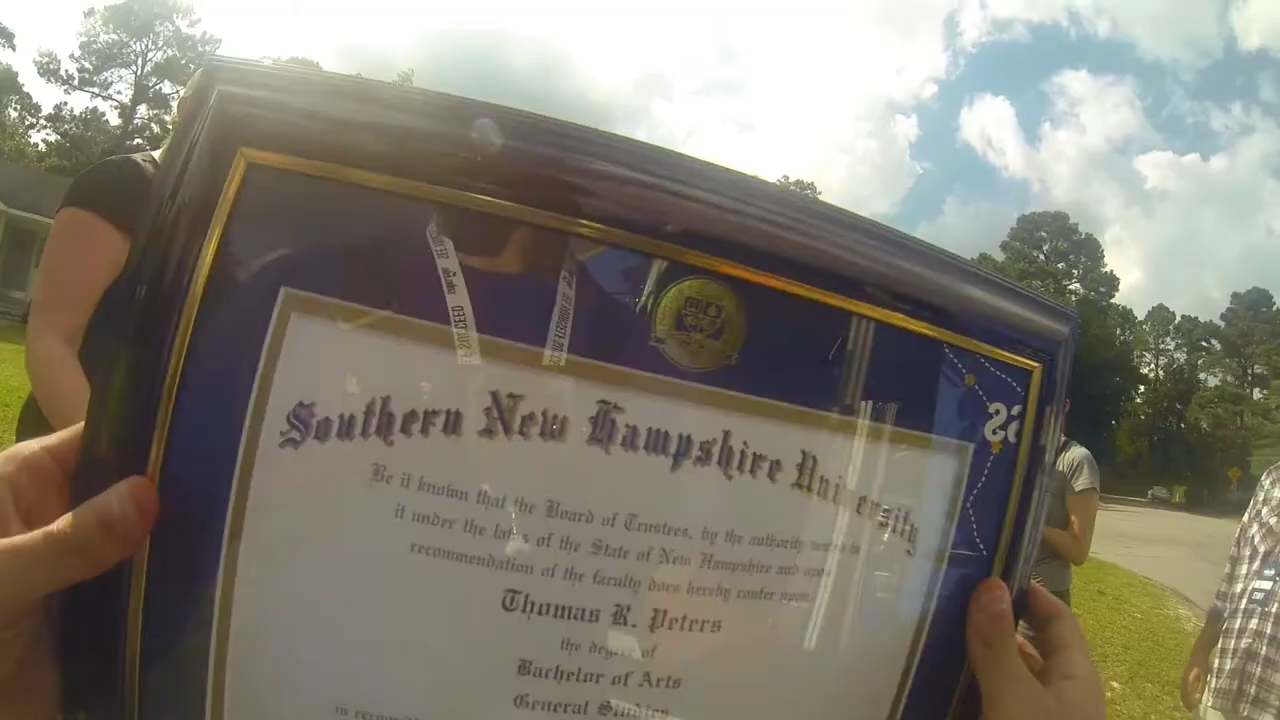 Southern New Hampshire University
Be it known that the Board of Trustees, by the authority
it under the laws of the State of New Hampshire and upon
recommendation of the faculty does hereby confer upon
Thomas R. Peters
the degree of
Bachelor of Arts
General Studies